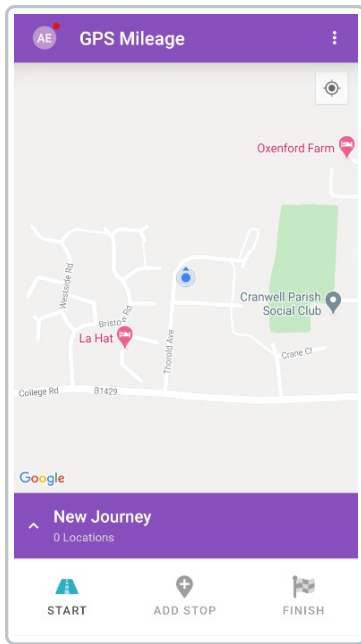 AE
GPS Mileage
Oxenford Farm
Westside Rd
Cranwell Parish
Social Club
Bristow Rd
La Hat
Thorold Ave
Crane Cl
College Rd
B1429
Google
New Journey
0 Locations
START
ADD STOP
FINISH